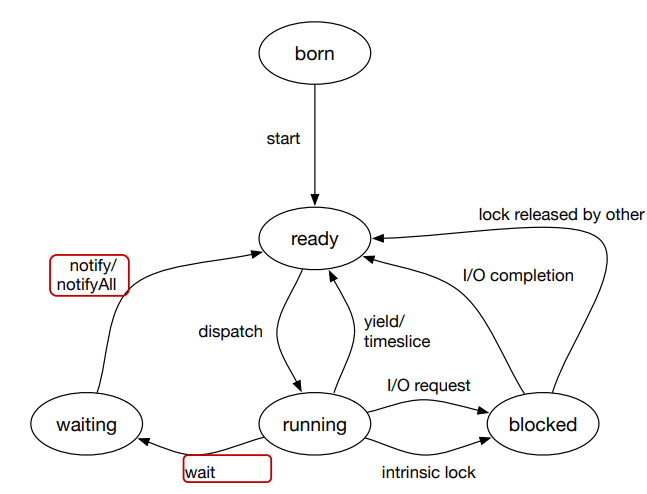 born
start
lock released by other
ready
notify/
notifyAll
I/O completion
dispatch
yield/
timeslice
I/O request
waiting
running
blocked
wait
intrinsic lock